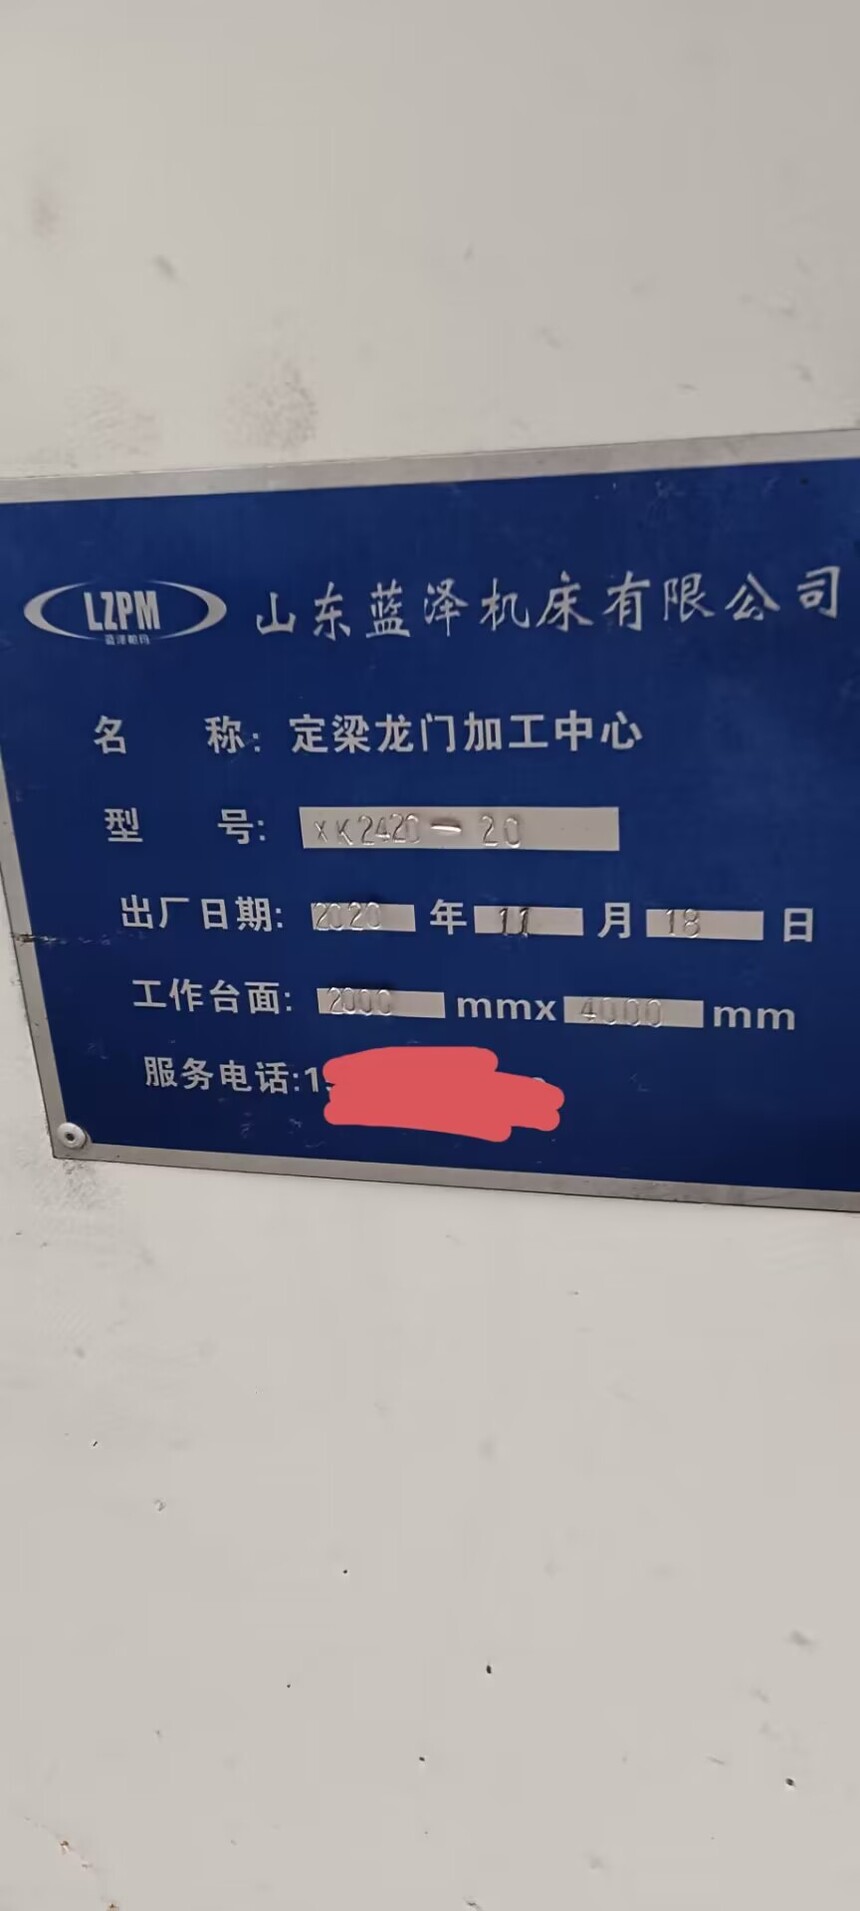 LZPM
蓝泽帕玛
山东蓝泽机床有限公司
名 称: 定梁龙门加工中心
型 号: XK2420-20
出厂日期: 2020 年 11 月 18 日
工作台面: 2000 mmx 4000 mm
服务电话:1